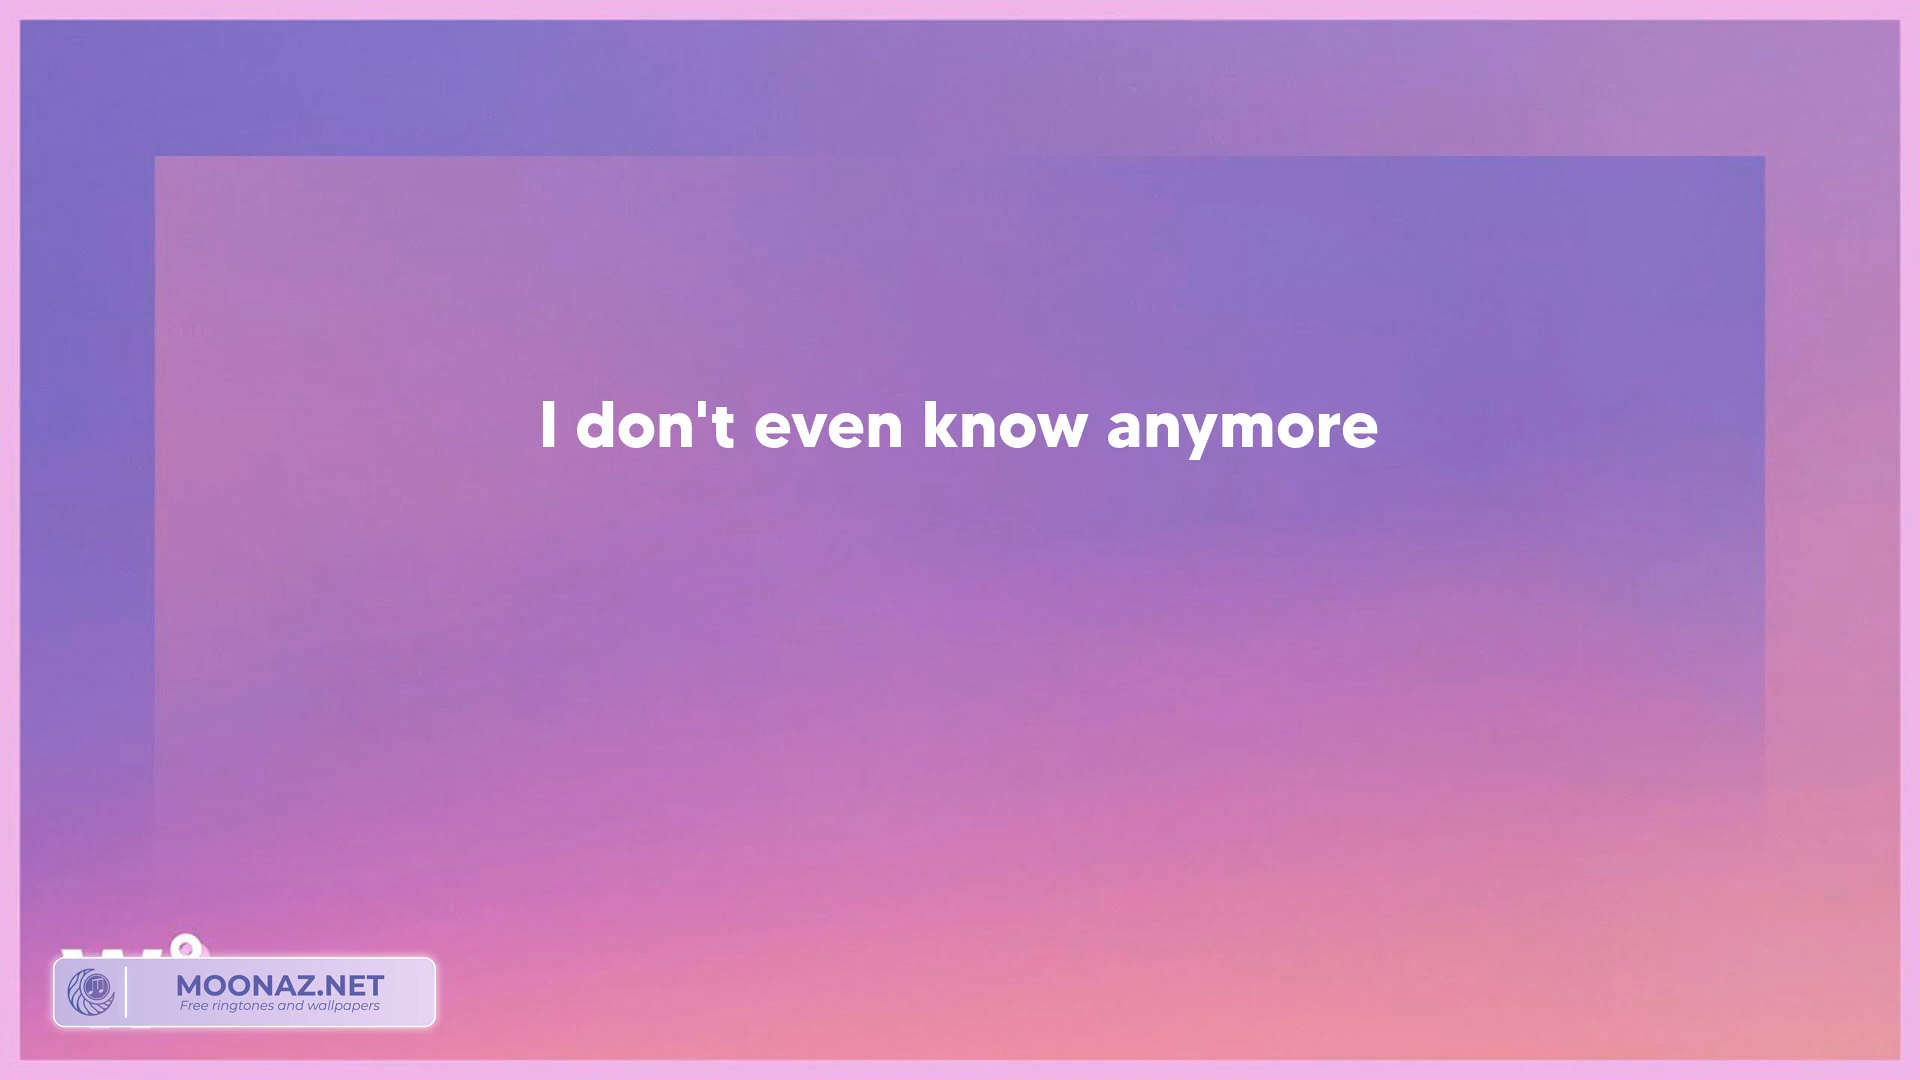 I don't even know anymore
MOONAZ.NET
Free ringtones and wallpapers